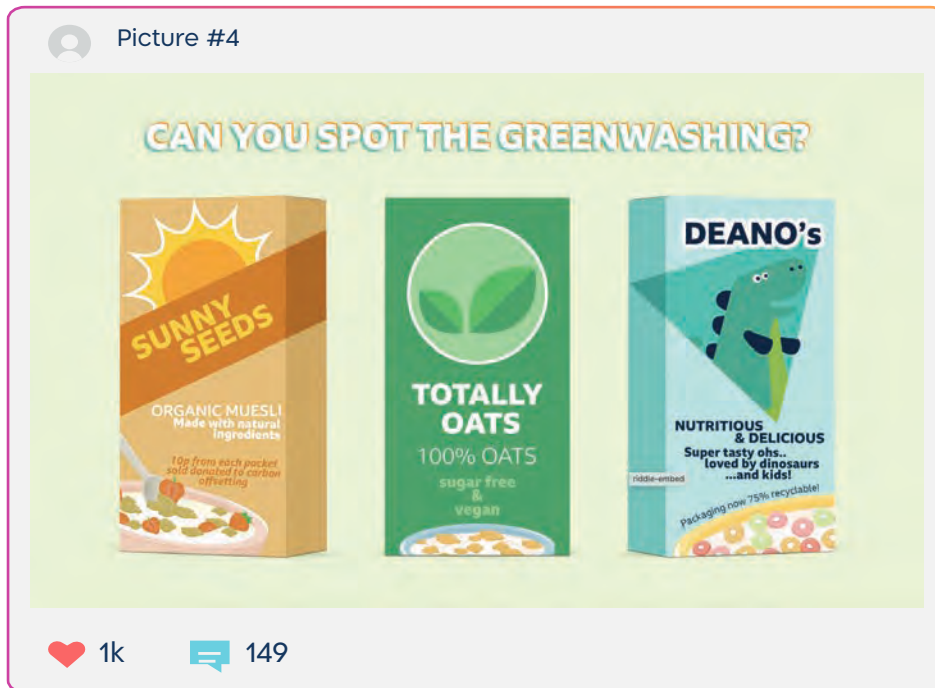 Picture #4
CAN YOU SPOT THE GREENWASHING?
SUNNY
SEEDS
ORGANIC MUESLI
Made with natural
ingredients
10p from each packet
sold donated to carbon
offsetting
TOTALLY
OATS
100% OATS
sugar free
&
vegan
DEANO's
NUTRITIOUS
& DELICIOUS
Super tasty ohs..
loved by dinosaurs
...and kids!
riddle-embed
Packaging now 75% recyclable!
1k
149